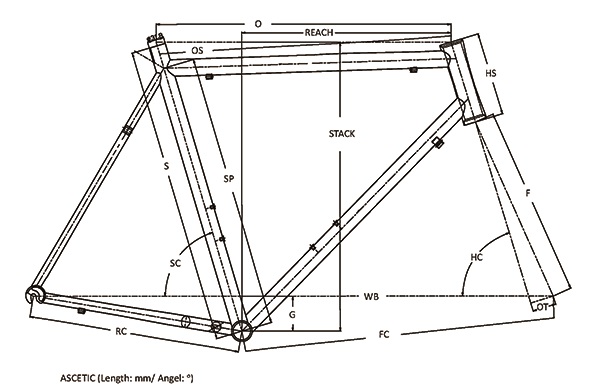 O
REACH
OS
HS
STACK
S
SP
F
SC
HC
WB
G
OT
RC
FC
ASCETIC (Length: mm/ Angel: °)